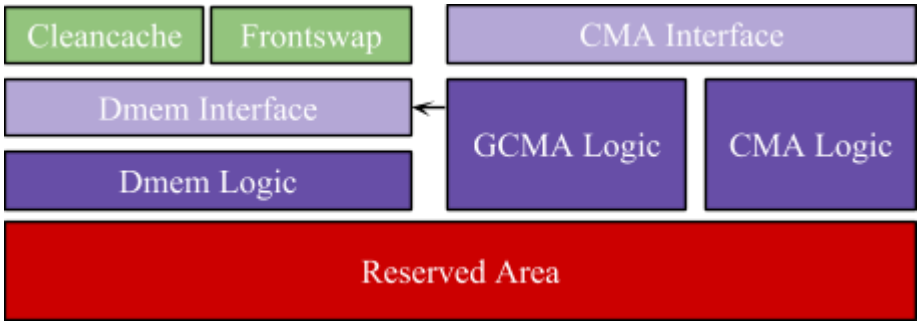 Cleancache
Frontswap
CMA Interface
Dmem Interface
GCMA Logic
CMA Logic
Dmem Logic
Reserved Area